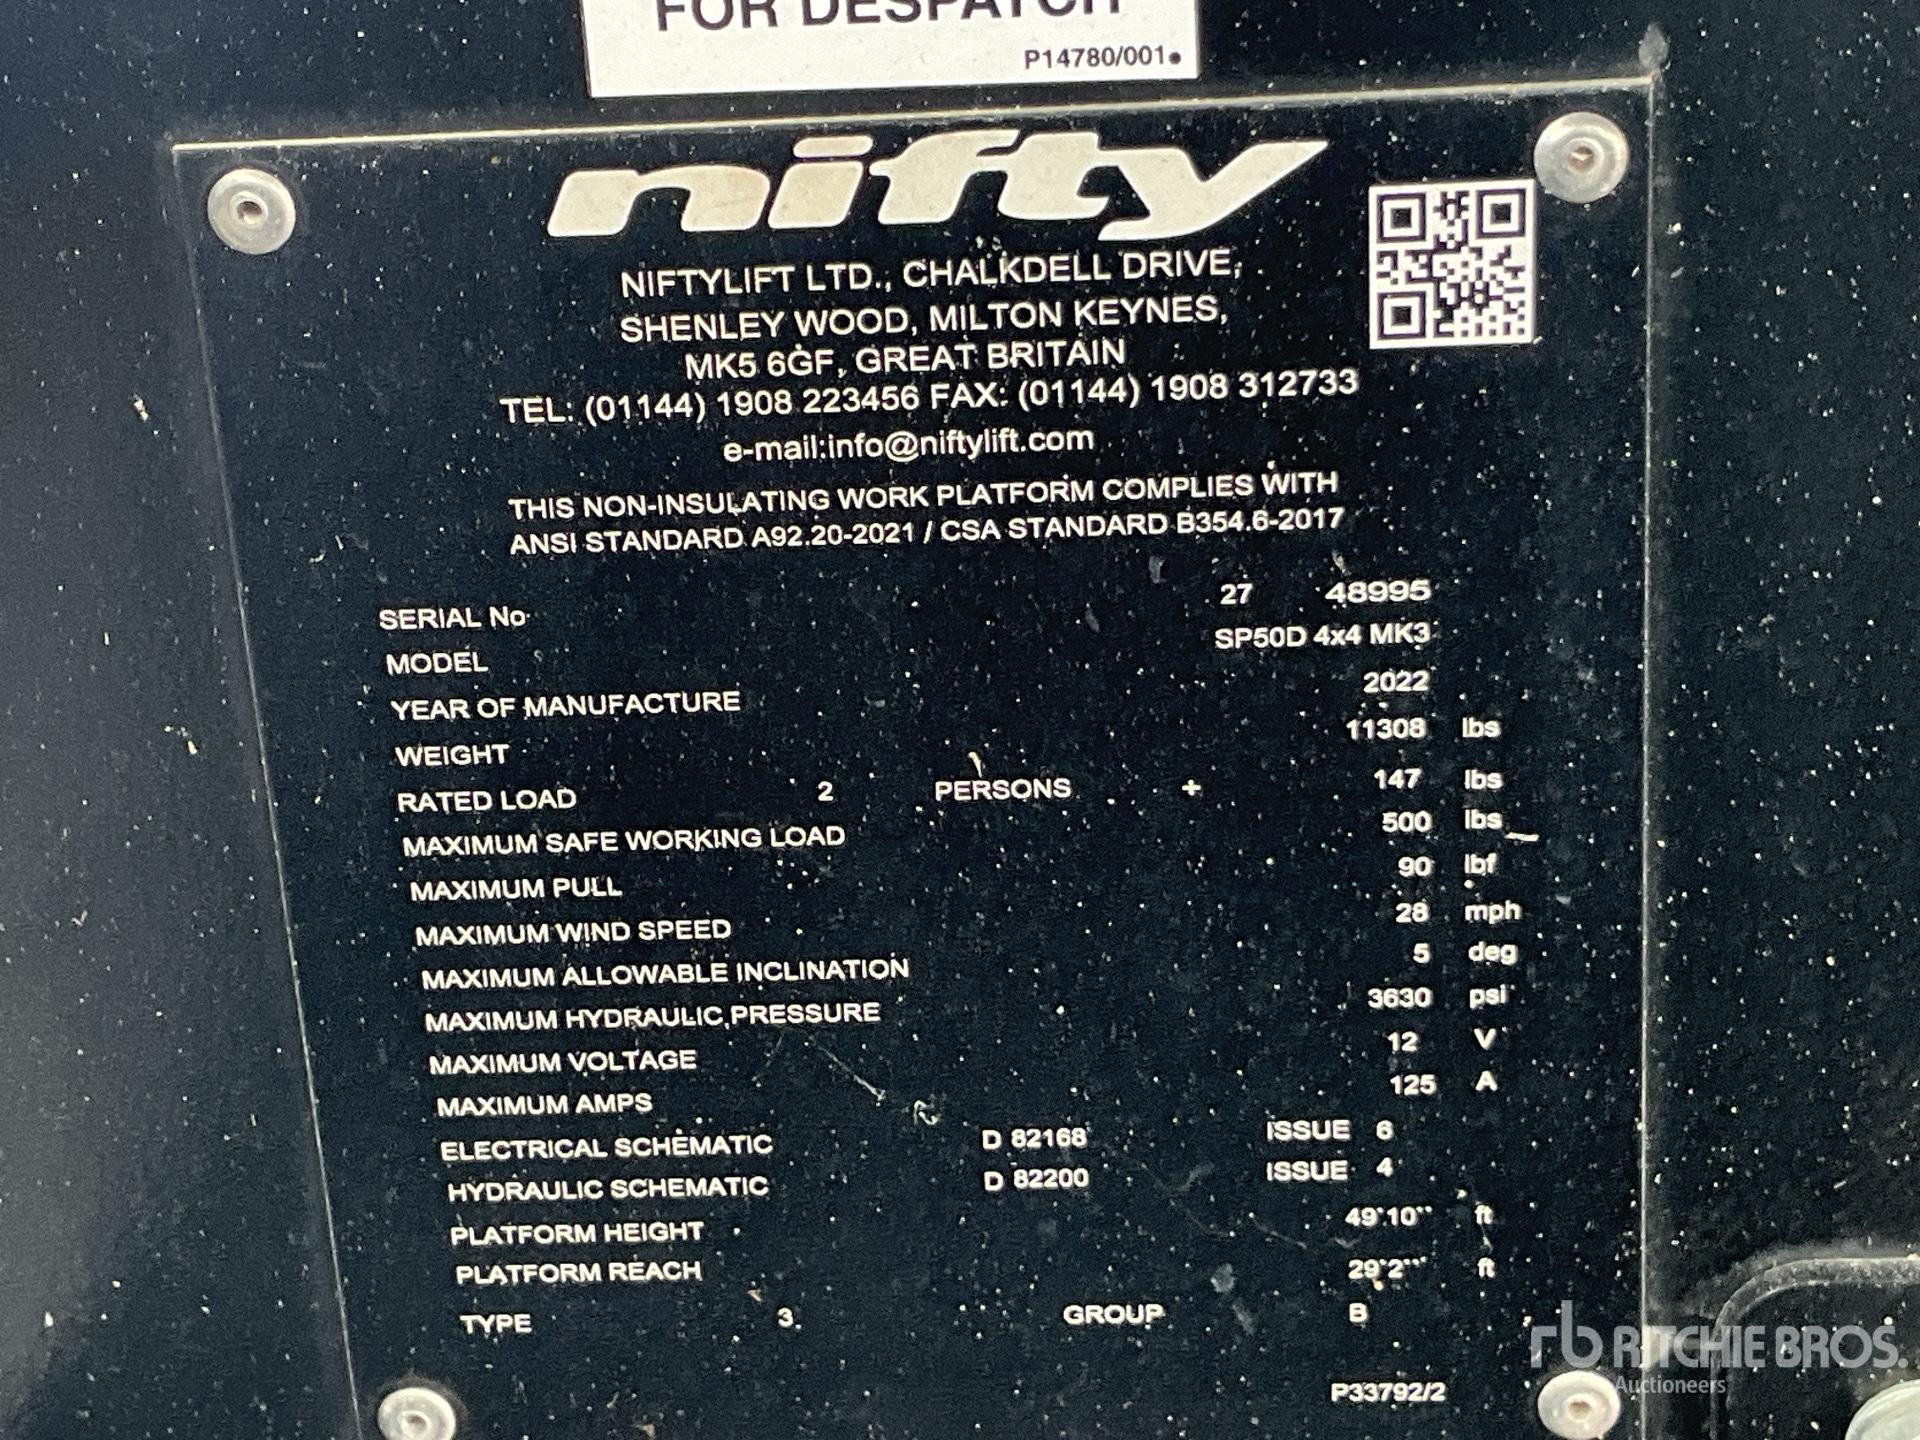 FOR DESPATCH
P14780/001
nifty
NIFTYLIFT LTD., CHALKDELL DRIVE,
SHENLEY WOOD, MILTON KEYNES,
MK5 6GF, GREAT BRITAIN
TEL: (01144) 1908 223456 FAX: (01144) 1908 312733
e-mail:info@niftylift.com
THIS NON-INSULATING WORK PLATFORM COMPLIES WITH
ANSI STANDARD A92.20-2021 / CSA STANDARD B354.6-2017
SERIAL No 27 48995
MODEL SP50D 4x4 MK3
YEAR OF MANUFACTURE 2022
WEIGHT 11308 lbs
RATED LOAD 2 PERSONS + 147 lbs
MAXIMUM SAFE WORKING LOAD 500 lbs
MAXIMUM PULL 90 lbf
MAXIMUM WIND SPEED 28 mph
MAXIMUM ALLOWABLE INCLINATION 5 deg
MAXIMUM HYDRAULIC PRESSURE 3630 psi
MAXIMUM VOLTAGE 12 V
MAXIMUM AMPS 125 A
ELECTRICAL SCHEMATIC D 82168 ISSUE 6
HYDRAULIC SCHEMATIC D 82200 ISSUE 4
PLATFORM HEIGHT 49'10'' ft
PLATFORM REACH 29'2'' ft
TYPE 3 GROUP B
P33792/2
rb RITCHIE BROS.
Auctioneers